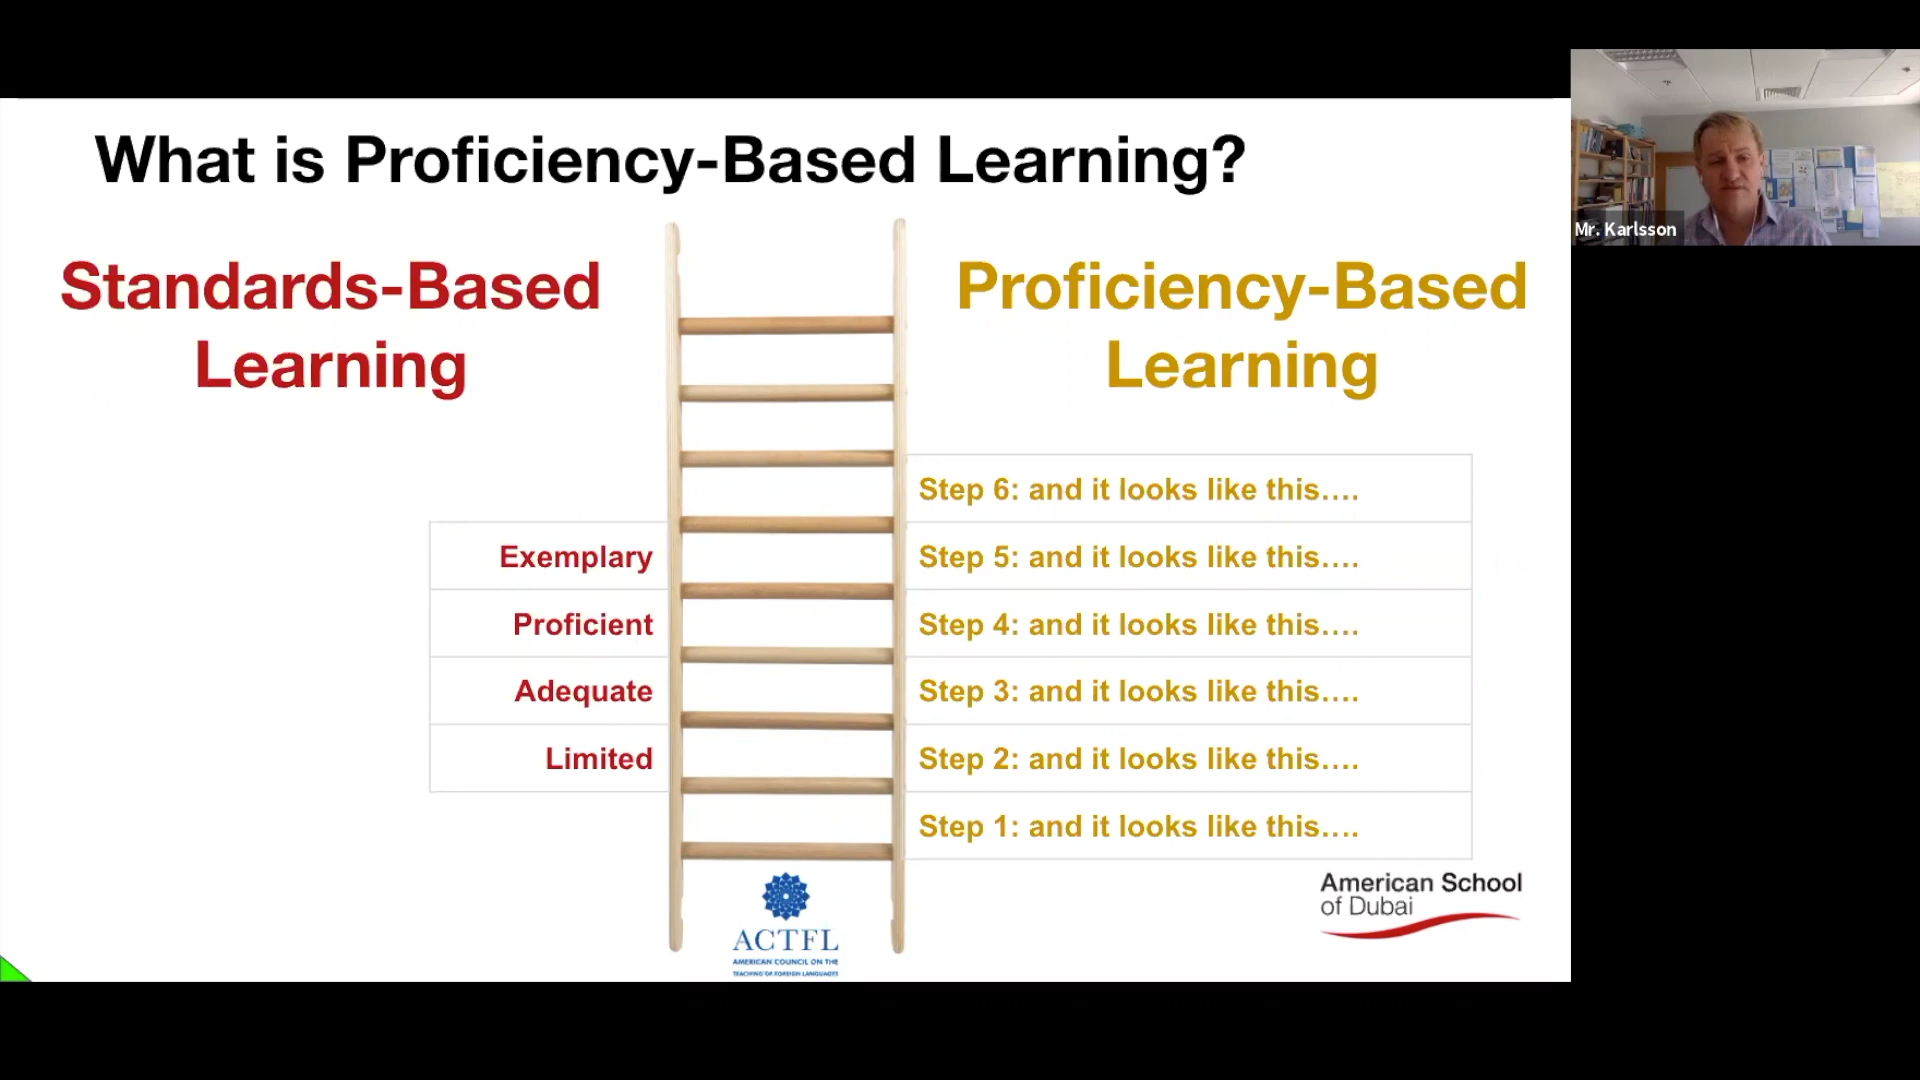 What is Proficiency-Based Learning?
Standards-Based
Learning
Proficiency-Based
Learning
Exemplary
Proficient
Adequate
Limited
Step 6: and it looks like this....
Step 5: and it looks like this....
Step 4: and it looks like this....
Step 3: and it looks like this....
Step 2: and it looks like this....
Step 1: and it looks like this....
ACTFL
AMERICAN COUNCIL ON THE
TEACHING OF FOREIGN LANGUAGES
American School
of Dubai
Mr. Karlsson